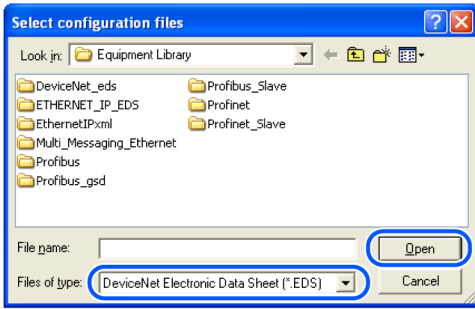 Select configuration files
Look in: Equipment Library
DeviceNet_eds
ETHERNET_IP_EDS
EthernetIPxml
Multi_Messaging_Ethernet
Profibus
Profibus_gsd
Profibus_Slave
Profinet
Profinet_Slave
File name:
Open
Files of type: DeviceNet Electronic Data Sheet (*.EDS)
Cancel